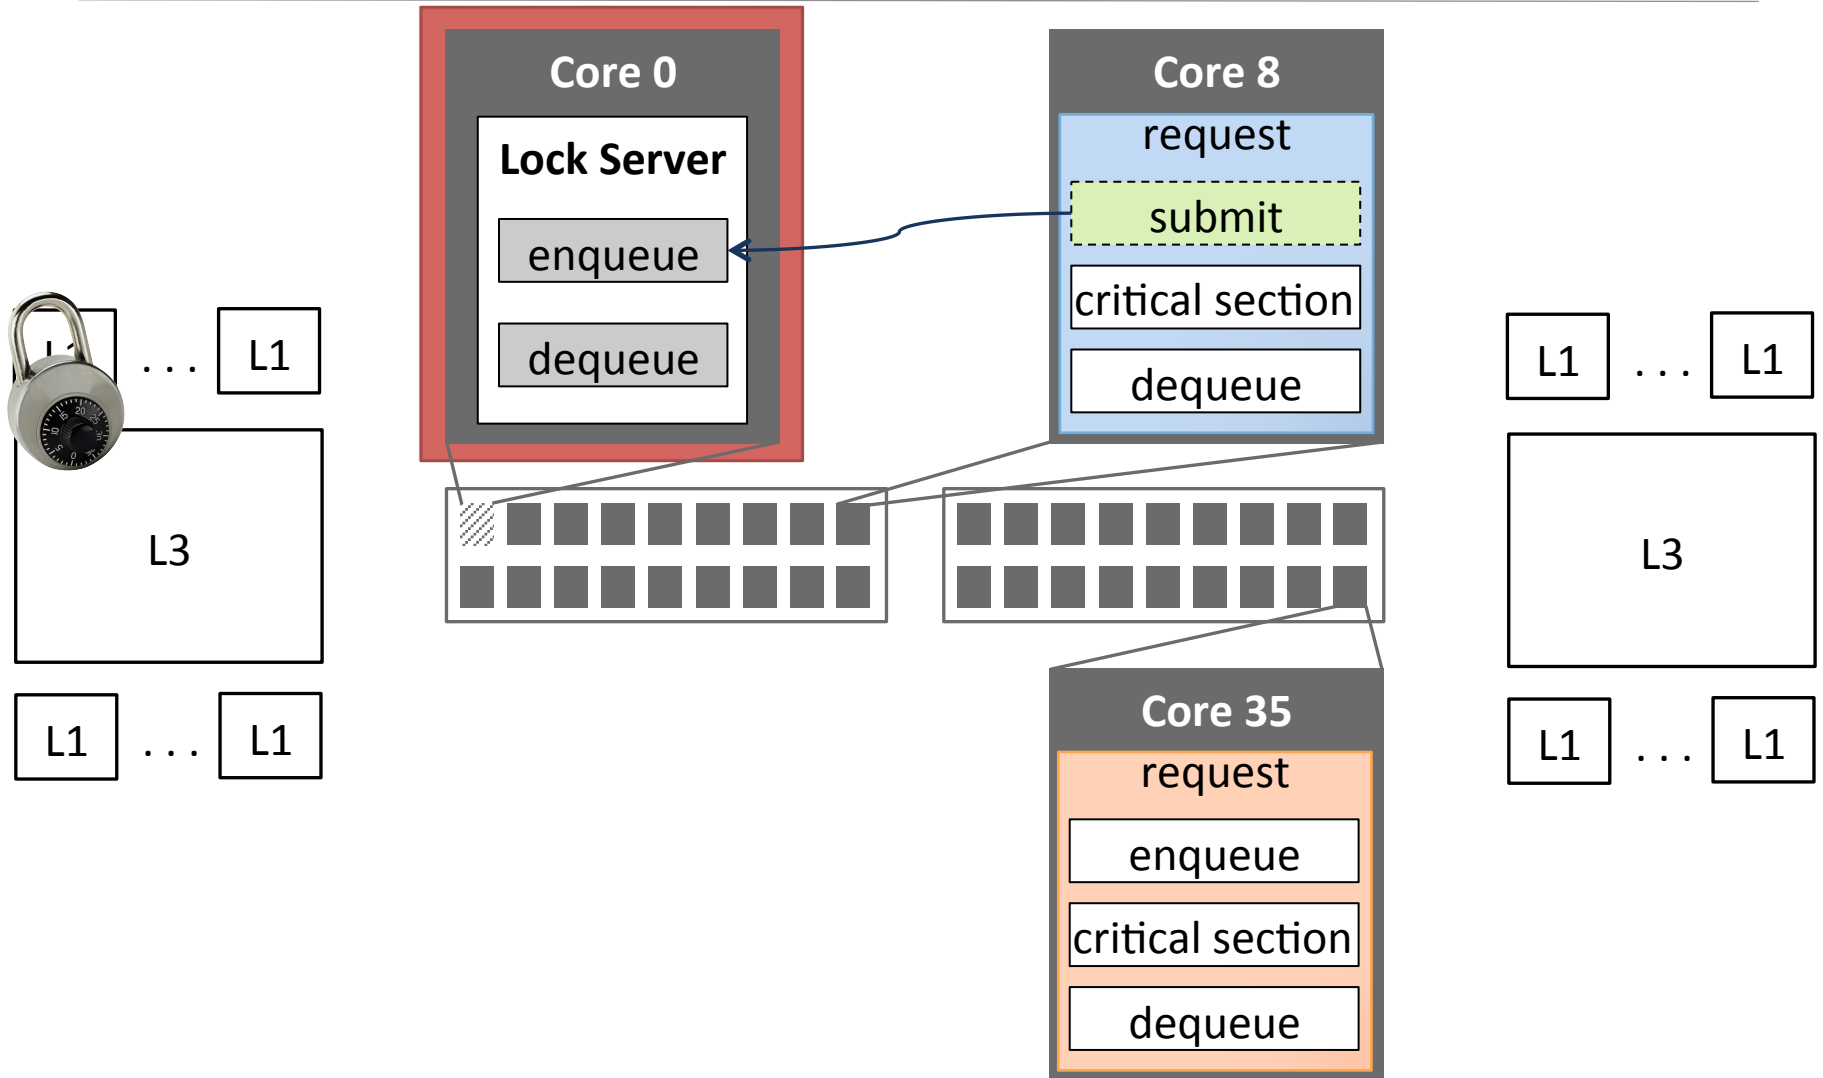 Core 0
Lock Server
enqueue
dequeue
Core 8
request
submit
critical section
dequeue
. . .
L1
L3
L1
. . .
L1
L1
. . .
L1
L3
L1
. . .
L1
Core 35
request
enqueue
critical section
dequeue